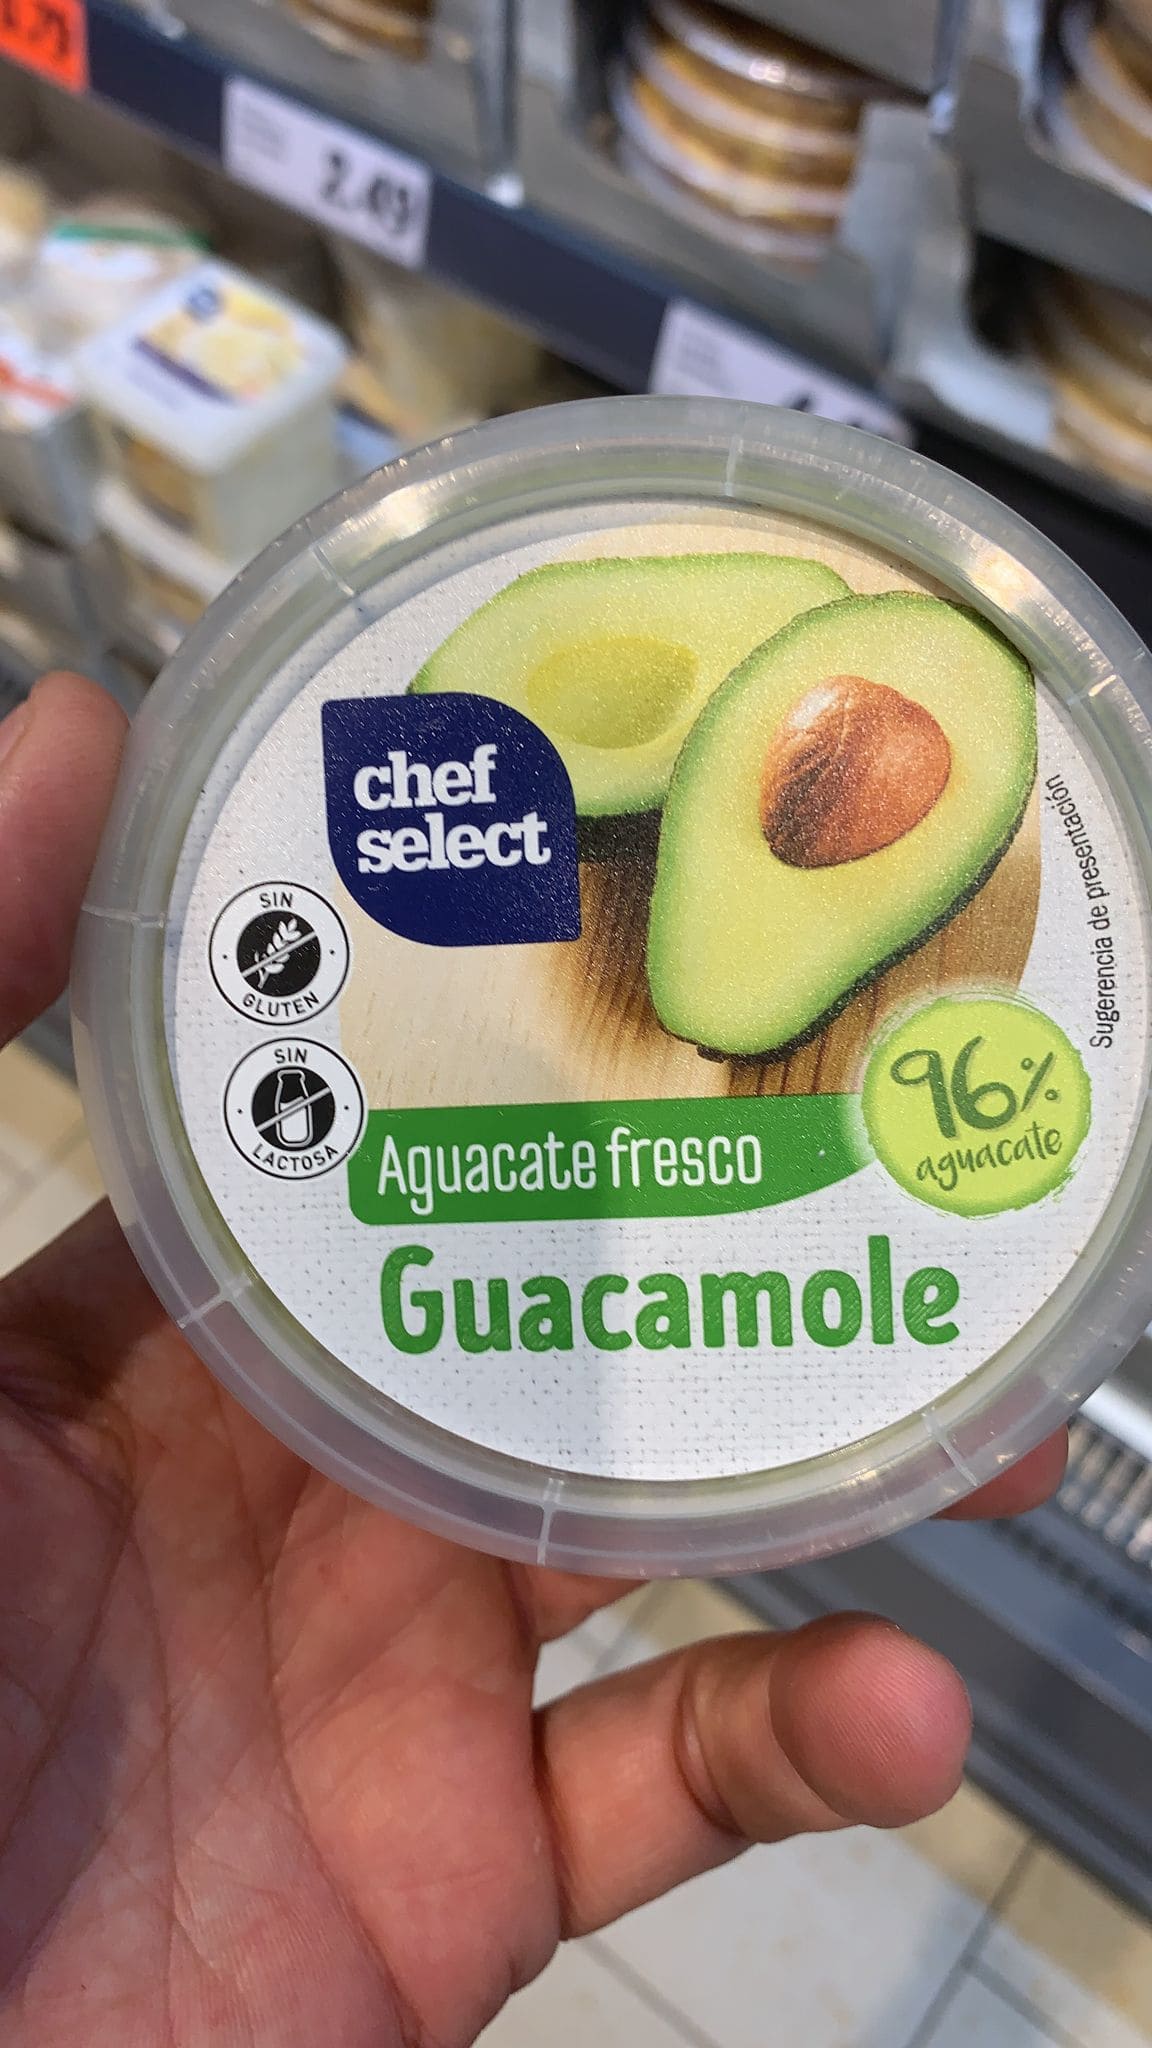 2.49
chef
select
SIN
GLUTEN
SIN
LACTOSA
Sugerencia de presentación
96%
aguacate
Aguacate fresco
Guacamole